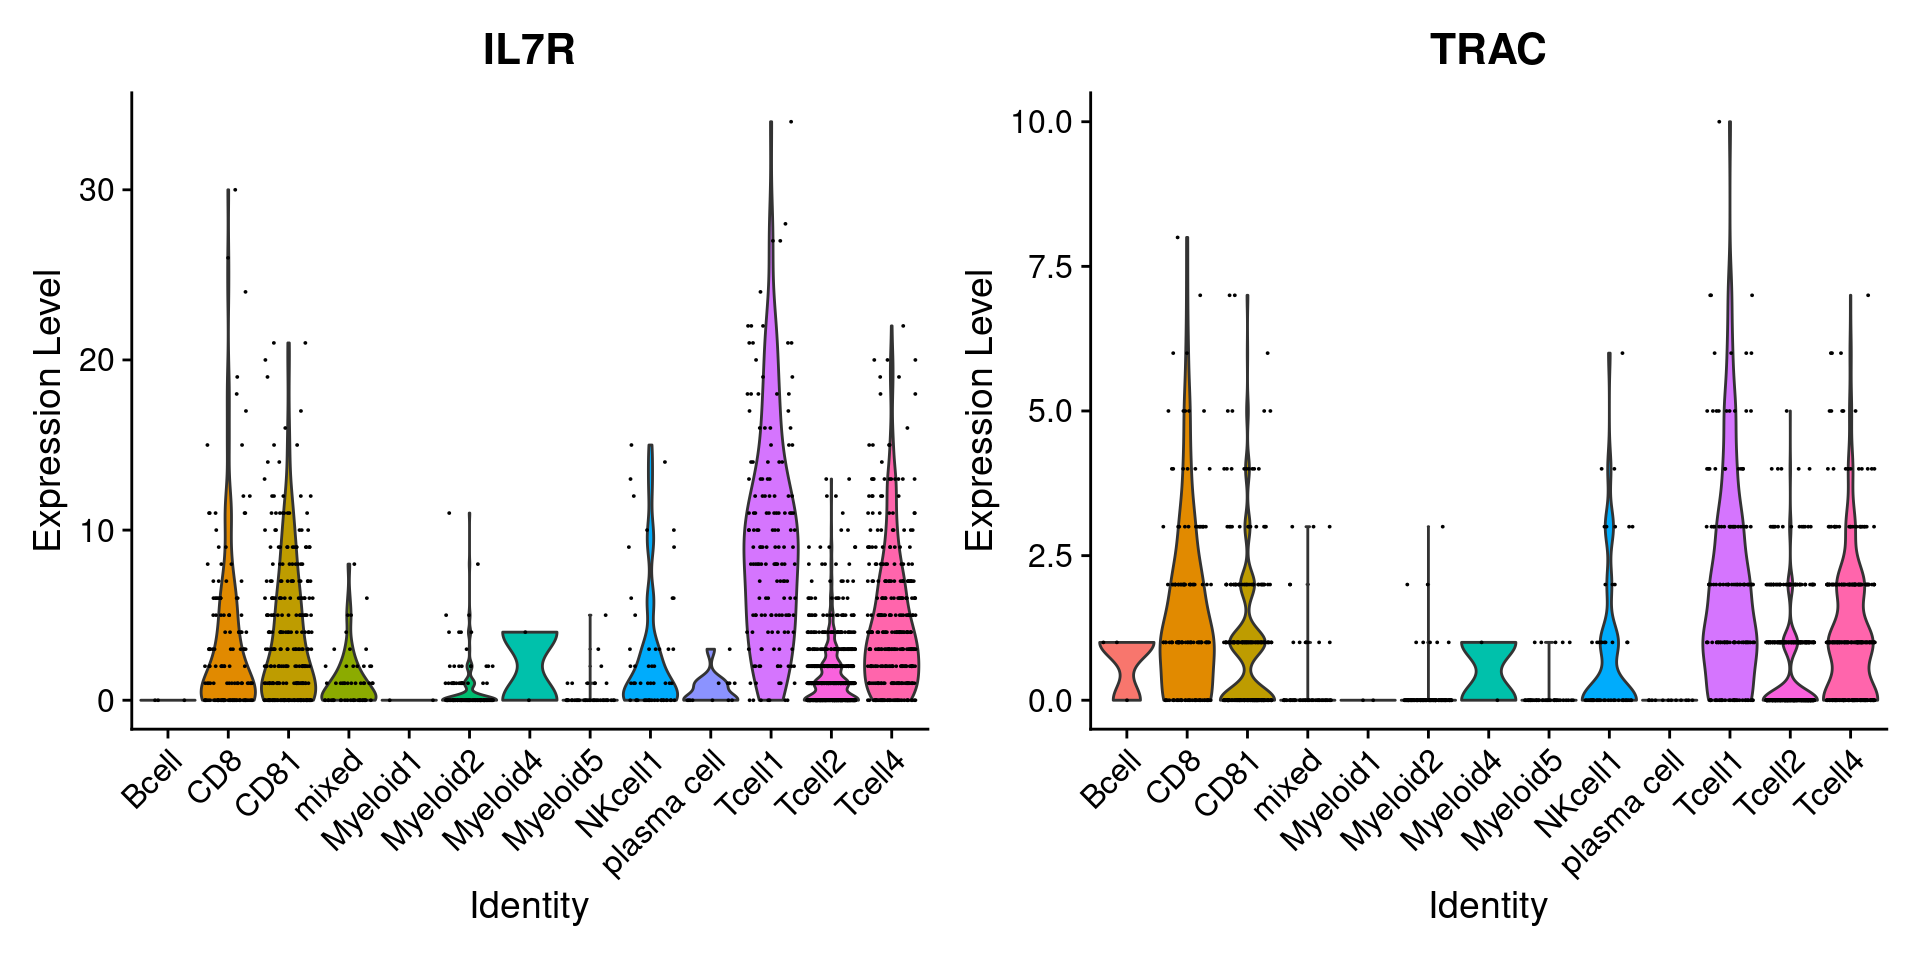 IL7R
Expression Level
30
20
10
0
Bcell
CD8
CD81
mixed
Myeloid1
Myeloid2
Myeloid4
Myeloid5
NKcell1
plasma cell
Tcell1
Tcell2
Tcell4
Identity
TRAC
Expression Level
10.0
7.5
5.0
2.5
0.0
Bcell
CD8
CD81
mixed
Myeloid1
Myeloid2
Myeloid4
Myeloid5
NKcell1
plasma cell
Tcell1
Tcell2
Tcell4
Identity